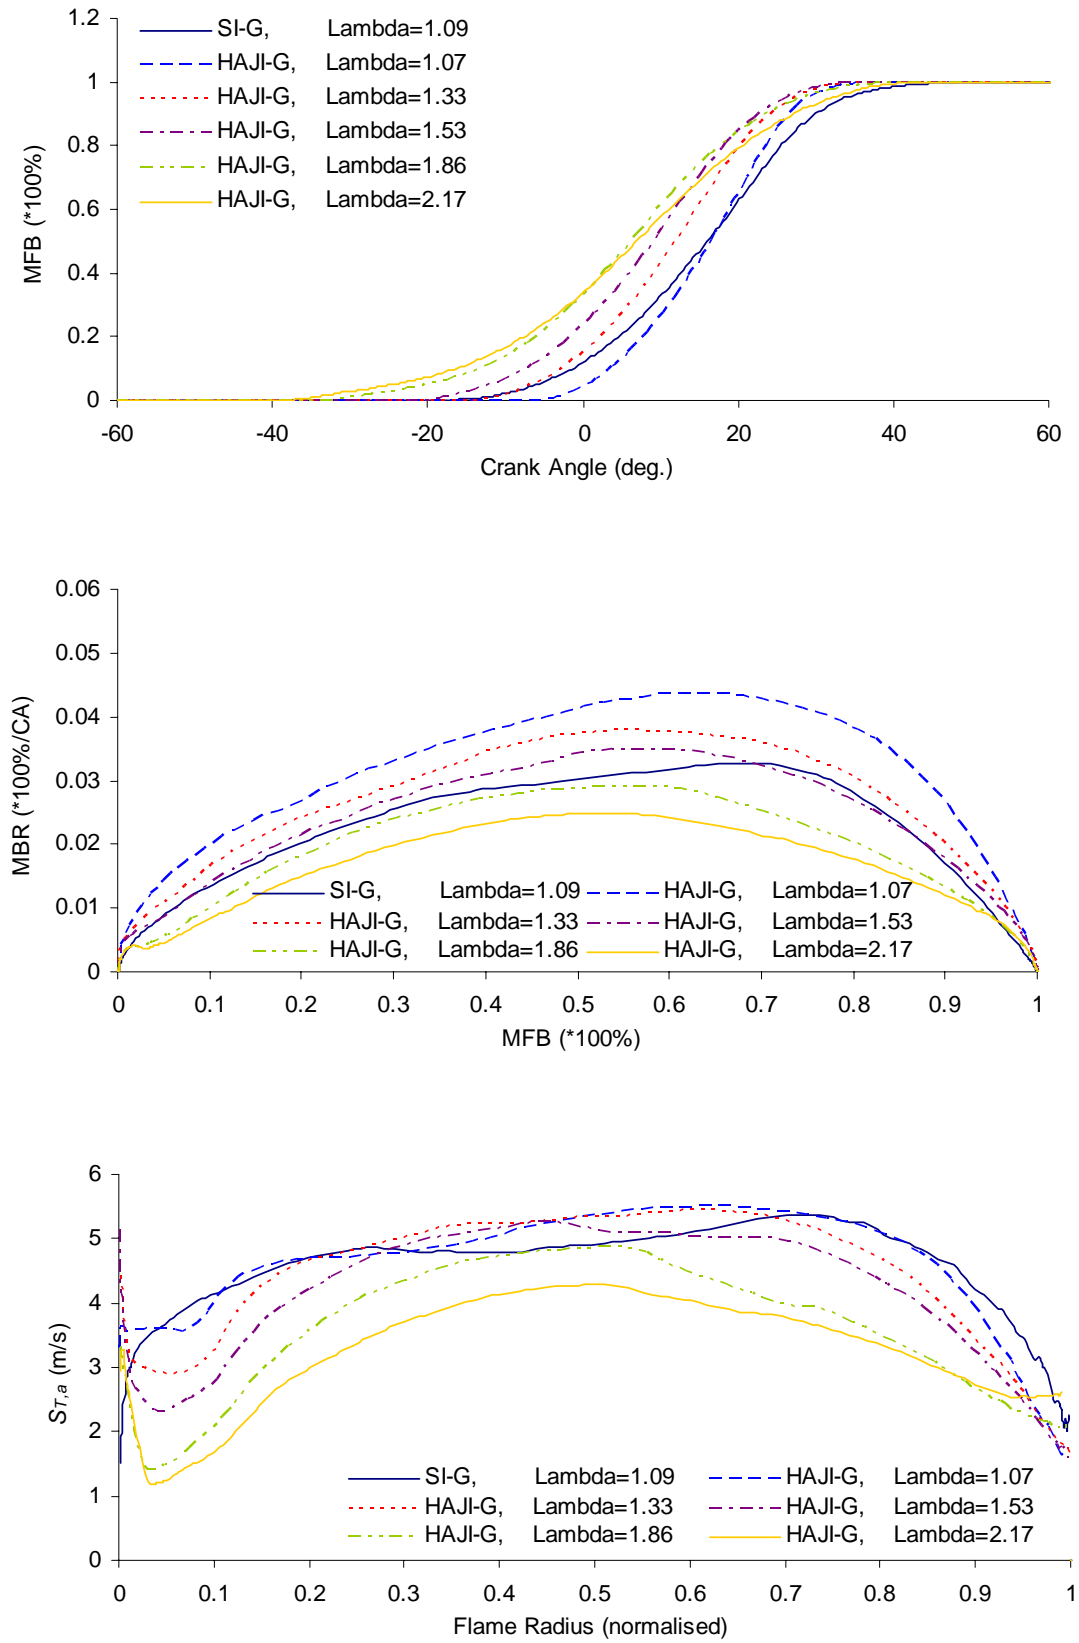 1.2
1
0.8
0.6
0.4
0.2
0
MFB (*100%)
SI-G, Lambda=1.09
HAJI-G, Lambda=1.07
HAJI-G, Lambda=1.33
HAJI-G, Lambda=1.53
HAJI-G, Lambda=1.86
HAJI-G, Lambda=2.17
-60 -40 -20 0 20 40 60
Crank Angle (deg.)
0.06
0.05
0.04
0.03
0.02
0.01
0
MBR (*100%/CA)
SI-G, Lambda=1.09 HAJI-G, Lambda=1.07
HAJI-G, Lambda=1.33 HAJI-G, Lambda=1.53
HAJI-G, Lambda=1.86 HAJI-G, Lambda=2.17
0 0.1 0.2 0.3 0.4 0.5 0.6 0.7 0.8 0.9 1
MFB (*100%)
6
5
4
3
2
1
0
S_T,a (m/s)
SI-G, Lambda=1.09 HAJI-G, Lambda=1.07
HAJI-G, Lambda=1.33 HAJI-G, Lambda=1.53
HAJI-G, Lambda=1.86 HAJI-G, Lambda=2.17
0 0.1 0.2 0.3 0.4 0.5 0.6 0.7 0.8 0.9 1
Flame Radius (normalised)